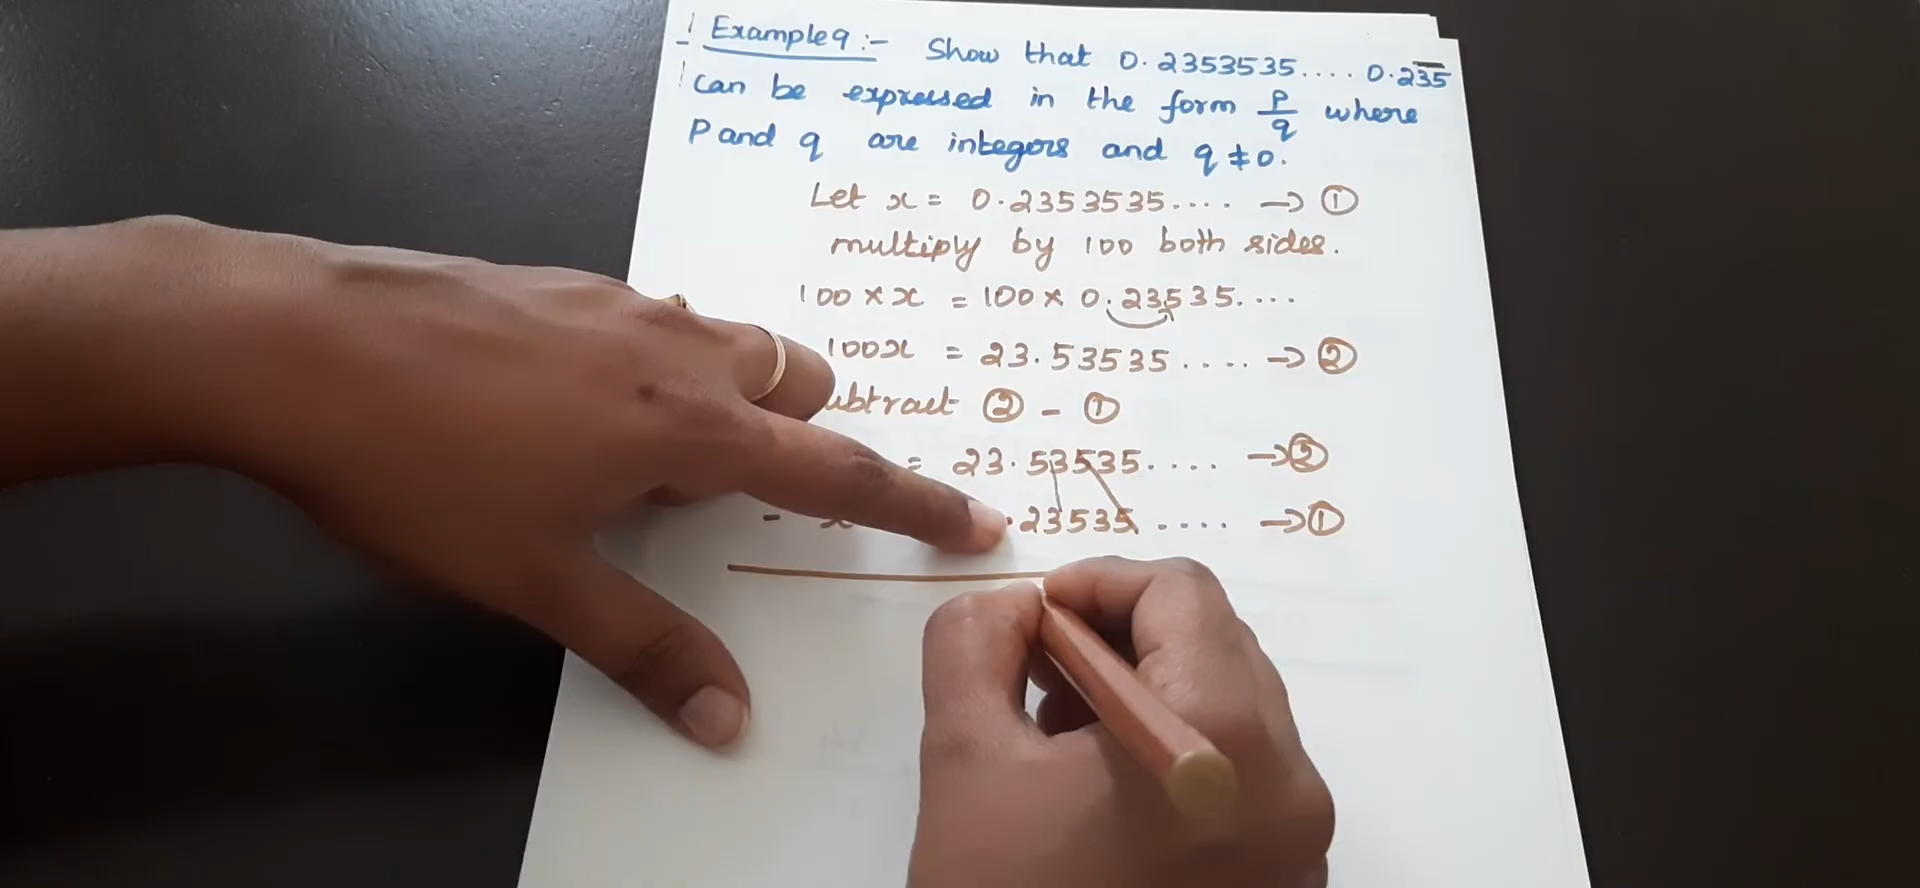 Example 9 :- Show that 0.2353535.... 0.23̅5̅
can be expressed in the form p/q where
P and q are integers and q ≠ 0.
Let x = 0.2353535.... → ①
multiply by 100 both sides.
100 × x = 100 × 0.23535....
100x = 23.53535.... → ②
ubtract ② - ①
= 23.53535.... → ②
- x .23535.... → ①